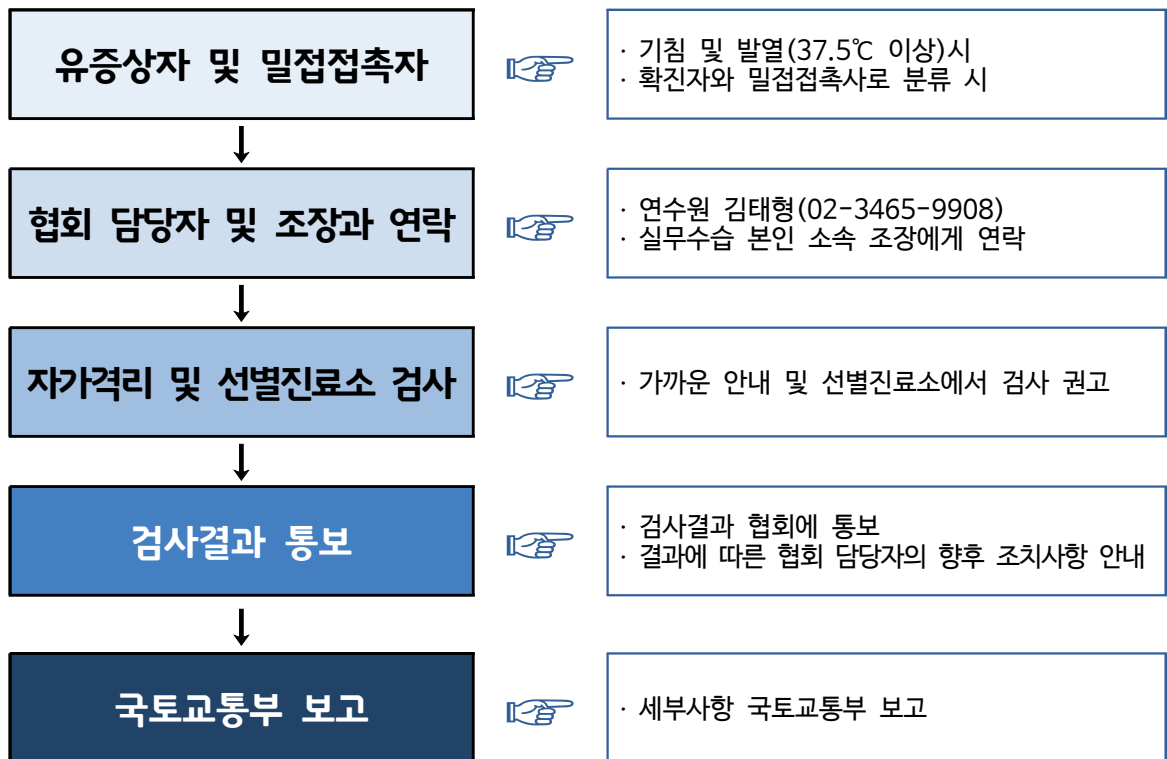 유증상자 및 밀접접촉자
· 기침 및 발열(37.5℃ 이상)시
· 확진자와 밀접접촉사로 분류 시
협회 담당자 및 조장과 연락
· 연수원 김태형(02-3465-9908)
· 실무수습 본인 소속 조장에게 연락
자가격리 및 선별진료소 검사
· 가까운 안내 및 선별진료소에서 검사 권고
검사결과 통보
· 검사결과 협회에 통보
· 결과에 따른 협회 담당자의 향후 조치사항 안내
국토교통부 보고
· 세부사항 국토교통부 보고